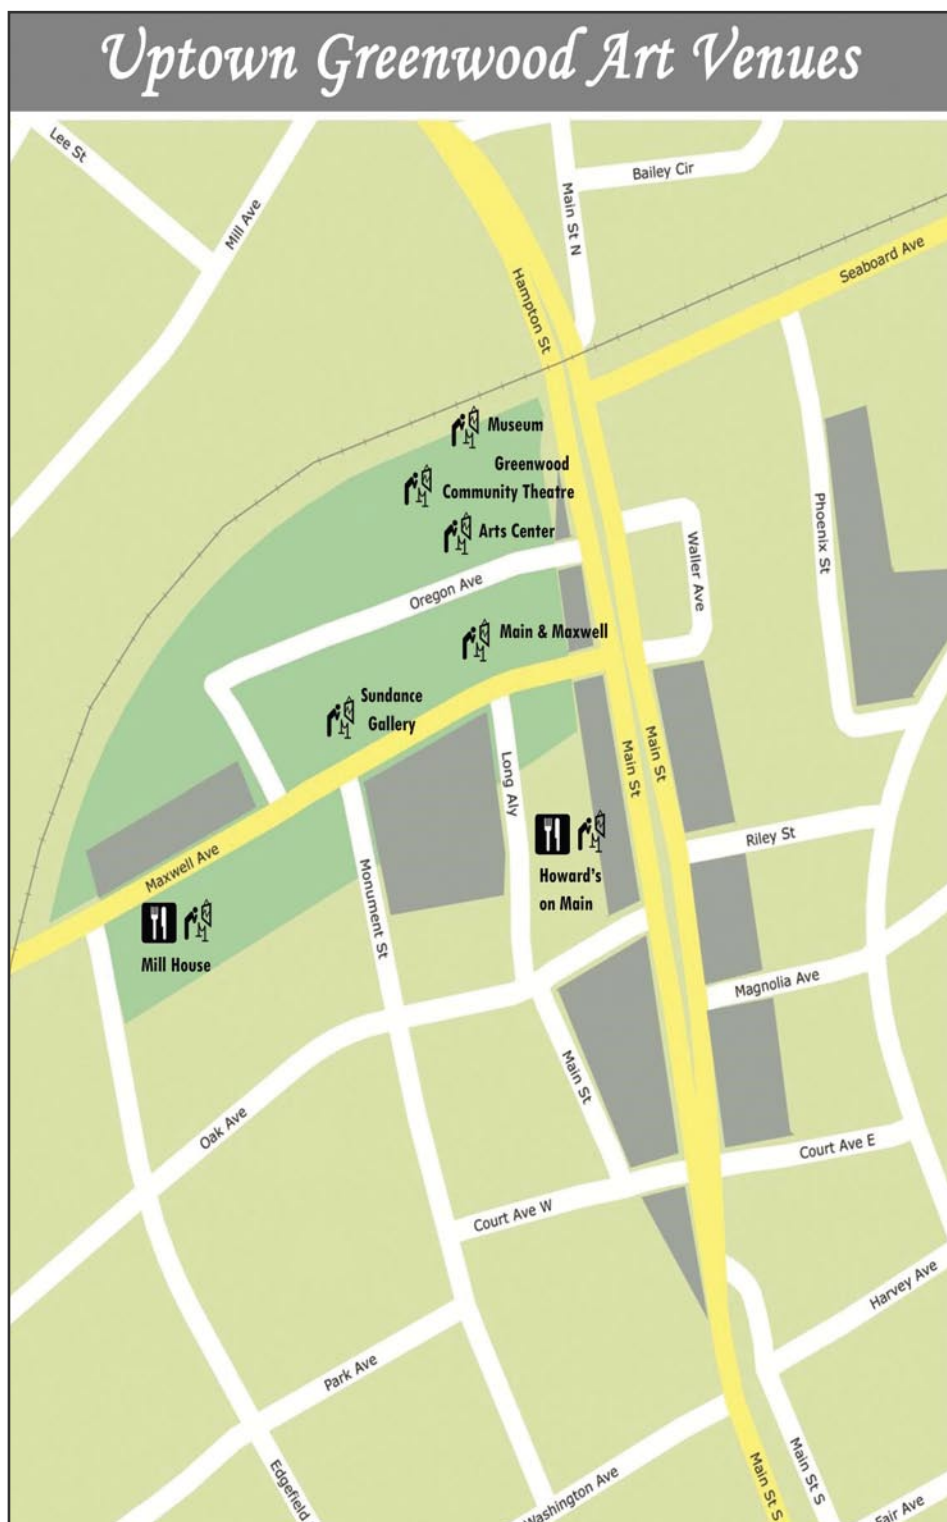 Uptown Greenwood Art Venues
Lee St
Mill Ave
Bailey Cir
Main St N
Seaboard Ave
Hampton St
Museum
Greenwood
Community Theatre
Arts Center
Phoenix St
Waller Ave
Oregon Ave
Main & Maxwell
Sundance
Gallery
Main St
Main St
Long Aly
Riley St
Maxwell Ave
Monument St
Howard's
on Main
Mill House
Magnolia Ave
Main St
Oak Ave
Court Ave E
Court Ave W
Harvey Ave
Park Ave
Edgefield
Washington Ave
Main St S
Main St S
Fair Ave